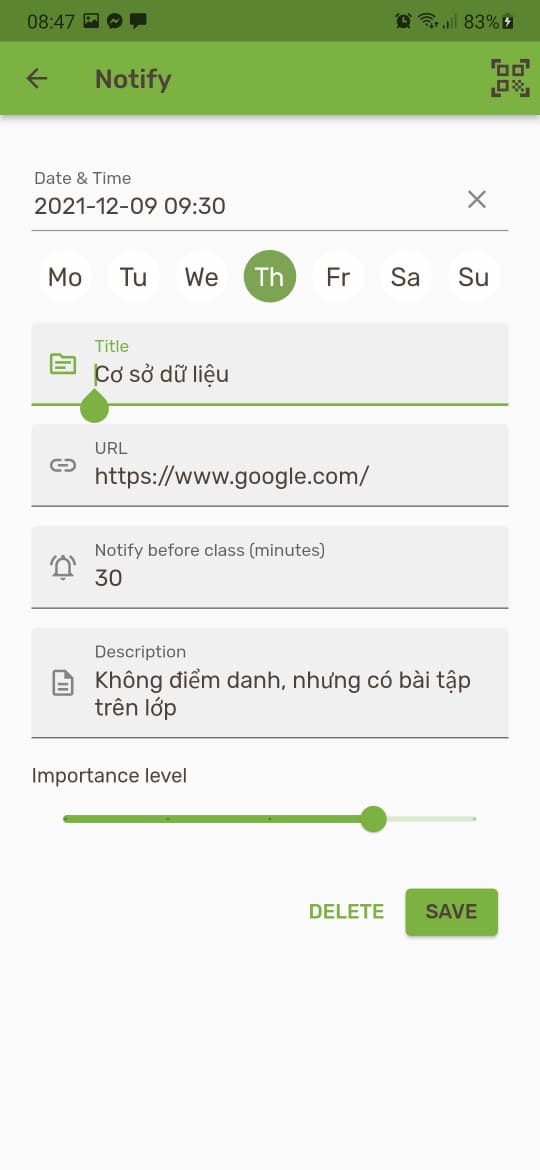 08:47 83%
Notify
Date & Time
2021-12-09 09:30
Mo Tu We Th Fr Sa Su
Title
Cơ sở dữ liệu
URL
https://www.google.com/
Notify before class (minutes)
30
Description
Không điểm danh, nhưng có bài tập
trên lớp
Importance level
DELETE SAVE